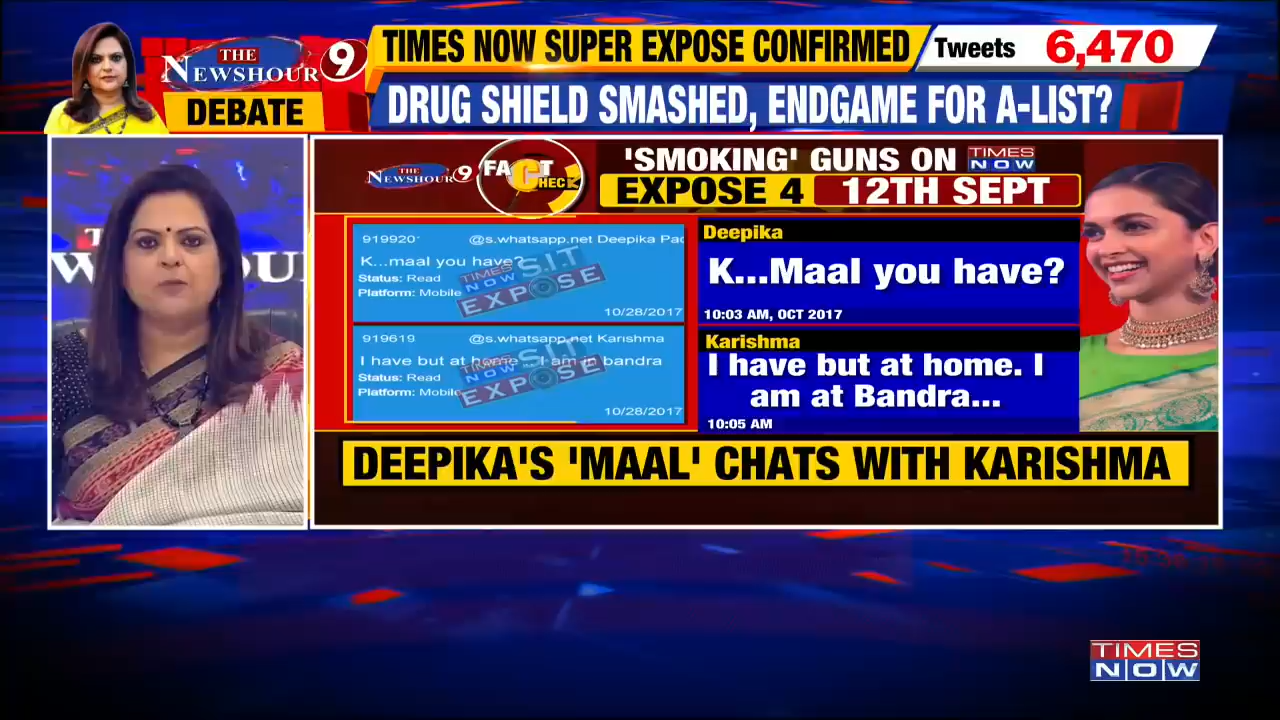 THE
NEWSHOUR 9
DEBATE
TIMES NOW SUPER EXPOSE CONFIRMED
Tweets 6,470
DRUG SHIELD SMASHED, ENDGAME FOR A-LIST?
THE
NEWSHOUR 9
FACT
CHECK
'SMOKING' GUNS ON TIMES NOW
EXPOSE 4 12TH SEPT
919920 @s.whatsapp.net Deepika Pad
K...maal you have?
Status: Read
Platform: Mobile
10/28/2017
TIMES NOW S.I.T
EXPOSE
919619 @s.whatsapp.net Karishma
I have but at home I am in bandra
Status: Read
Platform: Mobile
10/28/2017
TIMES NOW S.I.T
EXPOSE
Deepika
K...Maal you have?
10:03 AM, OCT 2017
Karishma
I have but at home. I
am at Bandra...
10:05 AM
DEEPIKA'S 'MAAL' CHATS WITH KARISHMA
TIMES
NOW